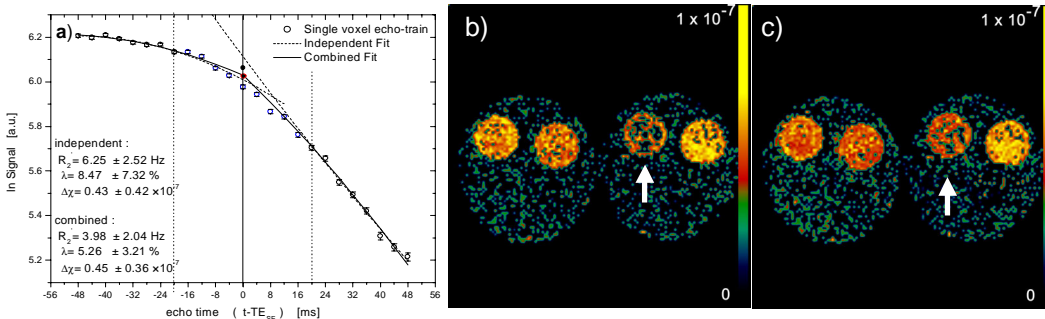 a)
Single voxel echo-train
Independent Fit
Combined Fit
6.2
6.0
5.8
5.6
5.4
5.2
ln Signal [a.u.]
independent :
R2'= 6.25 ± 2.52 Hz
λ= 8.47 ± 7.32 %
Δχ= 0.43 ± 0.42 ×10-7
combined :
R2'= 3.98 ± 2.04 Hz
λ= 5.26 ± 3.21 %
Δχ= 0.45 ± 0.36 ×10-7
-56 -48 -40 -32 -24 -16 -8 0 8 16 24 32 40 48 56
echo time ( t-TESE) [ms]
b)
1 x 10^-7
0
c)
1 x 10^-7
0